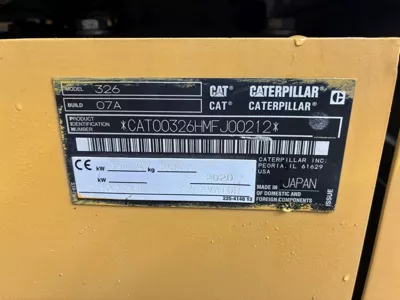 MODEL 326 CAT CATERPILLAR
BUILD 07A CAT CATERPILLAR
PRODUCT IDENTIFICATION NUMBER *CAT00326HMFJ00212*
CE kW kg
kW 2020
CATERPILLAR INC.
PEORIA, IL 61629
USA
MADE IN JAPAN
OF DOMESTIC AND
FOREIGN COMPONENTS
ISSUE